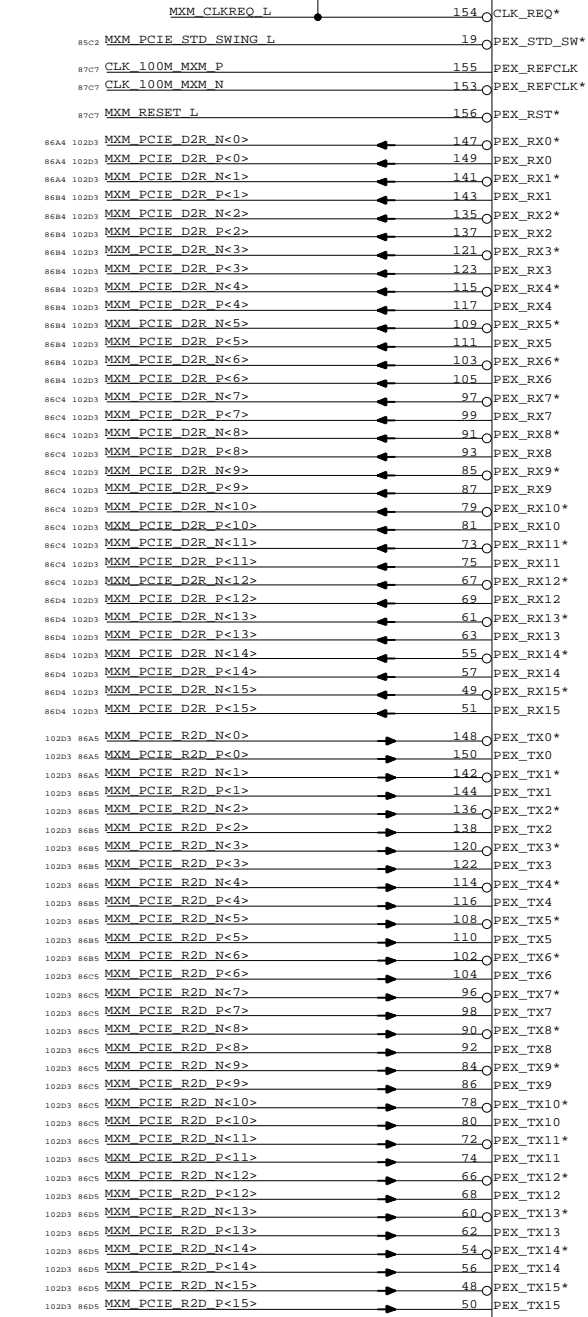 MXM_CLKREQ_L 154 CLK_REQ*
85C2 MXM_PCIE_STD_SWING_L 19 PEX_STD_SW*
87C7 CLK_100M_MXM_P 155 PEX_REFCLK
87C7 CLK_100M_MXM_N 153 PEX_REFCLK*
87C7 MXM_RESET_L 156 PEX_RST*
86A4 102D3 MXM_PCIE_D2R_N<0> 147 PEX_RX0*
86A4 102D3 MXM_PCIE_D2R_P<0> 149 PEX_RX0
86A4 102D3 MXM_PCIE_D2R_N<1> 141 PEX_RX1*
86B4 102D3 MXM_PCIE_D2R_P<1> 143 PEX_RX1
86B4 102D3 MXM_PCIE_D2R_N<2> 135 PEX_RX2*
86B4 102D3 MXM_PCIE_D2R_P<2> 137 PEX_RX2
86B4 102D3 MXM_PCIE_D2R_N<3> 121 PEX_RX3*
86B4 102D3 MXM_PCIE_D2R_P<3> 123 PEX_RX3
86B4 102D3 MXM_PCIE_D2R_N<4> 115 PEX_RX4*
86B4 102D3 MXM_PCIE_D2R_P<4> 117 PEX_RX4
86B4 102D3 MXM_PCIE_D2R_N<5> 109 PEX_RX5*
86B4 102D3 MXM_PCIE_D2R_P<5> 111 PEX_RX5
86B4 102D3 MXM_PCIE_D2R_N<6> 103 PEX_RX6*
86B4 102D3 MXM_PCIE_D2R_P<6> 105 PEX_RX6
86C4 102D3 MXM_PCIE_D2R_N<7> 97 PEX_RX7*
86C4 102D3 MXM_PCIE_D2R_P<7> 99 PEX_RX7
86C4 102D3 MXM_PCIE_D2R_N<8> 91 PEX_RX8*
86C4 102D3 MXM_PCIE_D2R_P<8> 93 PEX_RX8
86C4 102D3 MXM_PCIE_D2R_N<9> 85 PEX_RX9*
86C4 102D3 MXM_PCIE_D2R_P<9> 87 PEX_RX9
86C4 102D3 MXM_PCIE_D2R_N<10> 79 PEX_RX10*
86C4 102D3 MXM_PCIE_D2R_P<10> 81 PEX_RX10
86C4 102D3 MXM_PCIE_D2R_N<11> 73 PEX_RX11*
86C4 102D3 MXM_PCIE_D2R_P<11> 75 PEX_RX11
86C4 102D3 MXM_PCIE_D2R_N<12> 67 PEX_RX12*
86D4 102D3 MXM_PCIE_D2R_P<12> 69 PEX_RX12
86D4 102D3 MXM_PCIE_D2R_N<13> 61 PEX_RX13*
86D4 102D3 MXM_PCIE_D2R_P<13> 63 PEX_RX13
86D4 102D3 MXM_PCIE_D2R_N<14> 55 PEX_RX14*
86D4 102D3 MXM_PCIE_D2R_P<14> 57 PEX_RX14
86D4 102D3 MXM_PCIE_D2R_N<15> 49 PEX_RX15*
86D4 102D3 MXM_PCIE_D2R_P<15> 51 PEX_RX15
102D3 86A5 MXM_PCIE_R2D_N<0> 148 PEX_TX0*
102D3 86A5 MXM_PCIE_R2D_P<0> 150 PEX_TX0
102D3 86A5 MXM_PCIE_R2D_N<1> 142 PEX_TX1*
102D3 86B5 MXM_PCIE_R2D_P<1> 144 PEX_TX1
102D3 86B5 MXM_PCIE_R2D_N<2> 136 PEX_TX2*
102D3 86B5 MXM_PCIE_R2D_P<2> 138 PEX_TX2
102D3 86B5 MXM_PCIE_R2D_N<3> 120 PEX_TX3*
102D3 86B5 MXM_PCIE_R2D_P<3> 122 PEX_TX3
102D3 86B5 MXM_PCIE_R2D_N<4> 114 PEX_TX4*
102D3 86B5 MXM_PCIE_R2D_P<4> 116 PEX_TX4
102D3 86B5 MXM_PCIE_R2D_N<5> 108 PEX_TX5*
102D3 86B5 MXM_PCIE_R2D_P<5> 110 PEX_TX5
102D3 86B5 MXM_PCIE_R2D_N<6> 102 PEX_TX6*
102D3 86C5 MXM_PCIE_R2D_P<6> 104 PEX_TX6
102D3 86C5 MXM_PCIE_R2D_N<7> 96 PEX_TX7*
102D3 86C5 MXM_PCIE_R2D_P<7> 98 PEX_TX7
102D3 86C5 MXM_PCIE_R2D_N<8> 90 PEX_TX8*
102D3 86C5 MXM_PCIE_R2D_P<8> 92 PEX_TX8
102D3 86C5 MXM_PCIE_R2D_N<9> 84 PEX_TX9*
102D3 86C5 MXM_PCIE_R2D_P<9> 86 PEX_TX9
102D3 86C5 MXM_PCIE_R2D_N<10> 78 PEX_TX10*
102D3 86C5 MXM_PCIE_R2D_P<10> 80 PEX_TX10
102D3 86C5 MXM_PCIE_R2D_N<11> 72 PEX_TX11*
102D3 86C5 MXM_PCIE_R2D_P<11> 74 PEX_TX11
102D3 86C5 MXM_PCIE_R2D_N<12> 66 PEX_TX12*
102D3 86D5 MXM_PCIE_R2D_P<12> 68 PEX_TX12
102D3 86D5 MXM_PCIE_R2D_N<13> 60 PEX_TX13*
102D3 86D5 MXM_PCIE_R2D_P<13> 62 PEX_TX13
102D3 86D5 MXM_PCIE_R2D_N<14> 54 PEX_TX14*
102D3 86D5 MXM_PCIE_R2D_P<14> 56 PEX_TX14
102D3 86D5 MXM_PCIE_R2D_N<15> 48 PEX_TX15*
102D3 86D5 MXM_PCIE_R2D_P<15> 50 PEX_TX15